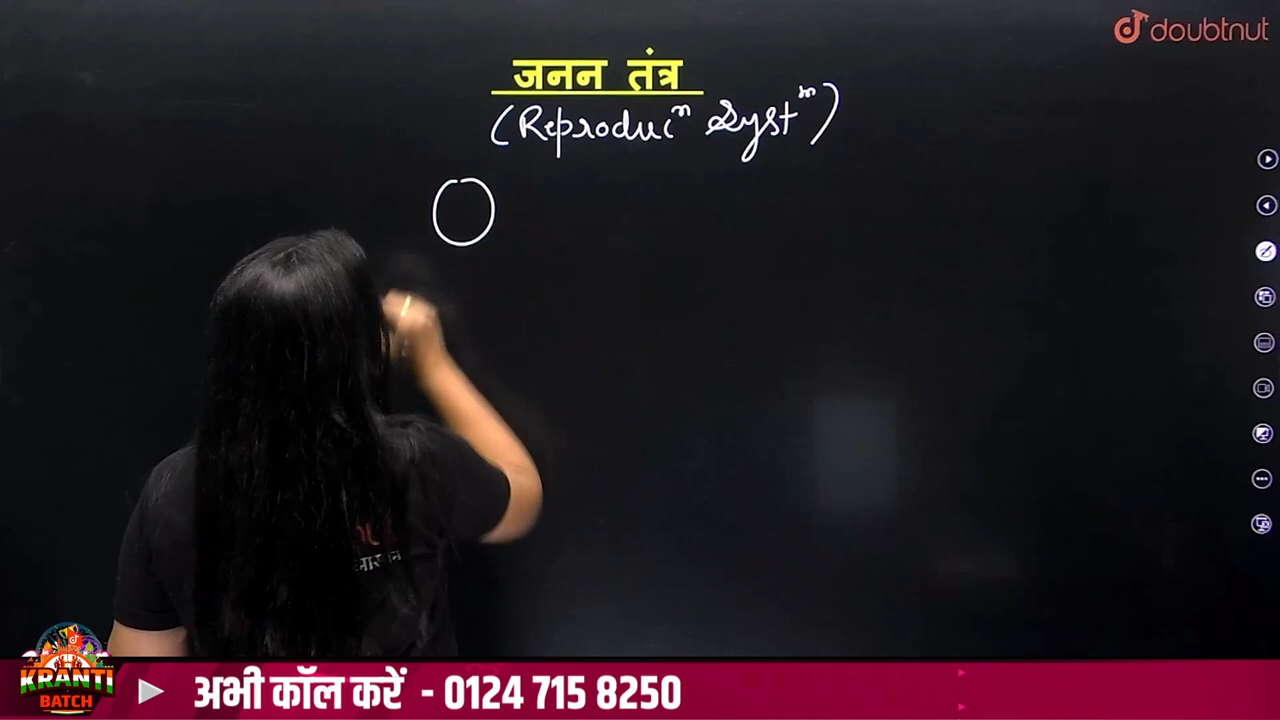 doubtnut
जनन तंत्र
(Reproduc^n Syst^m)
KRANTI
BATCH
अभी कॉल करें - 0124 715 8250